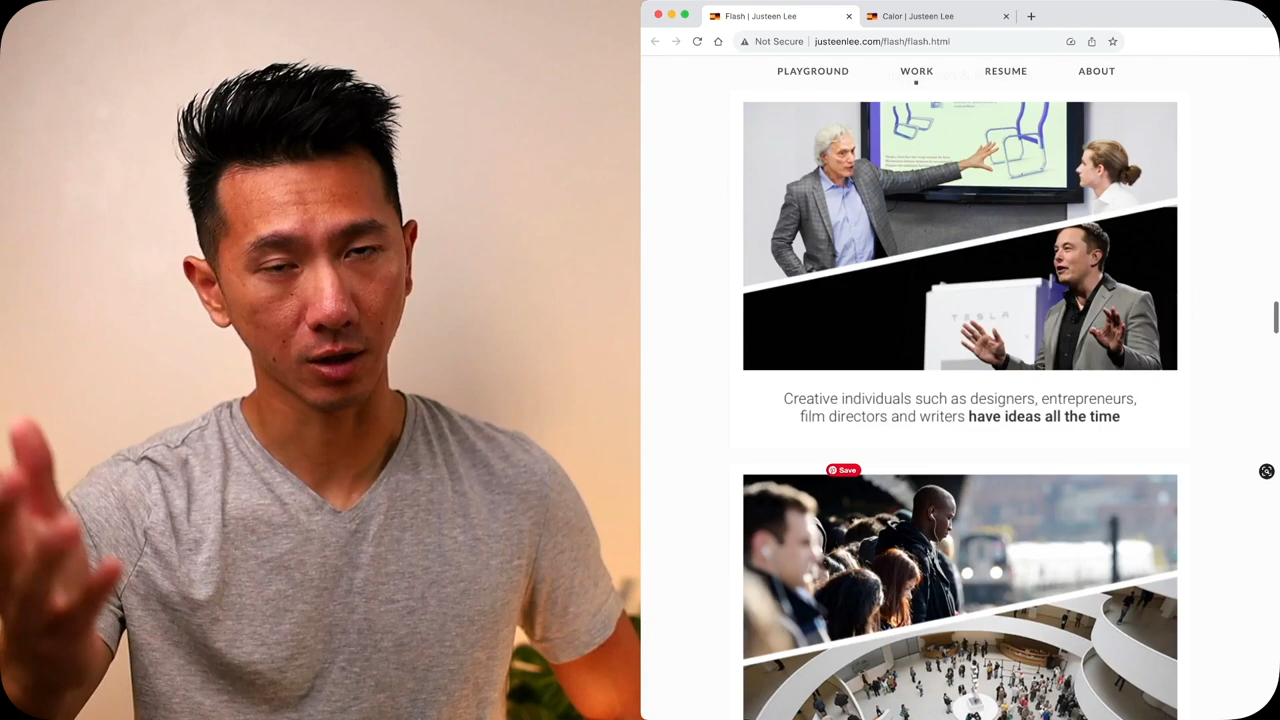 Flash | Justeen Lee
Calor | Justeen Lee
Not Secure
justeenlee.com/flash/flash.html
PLAYGROUND
WORK
RESUME
ABOUT
TESLA
Creative individuals such as designers, entrepreneurs,
film directors and writers have ideas all the time
Save